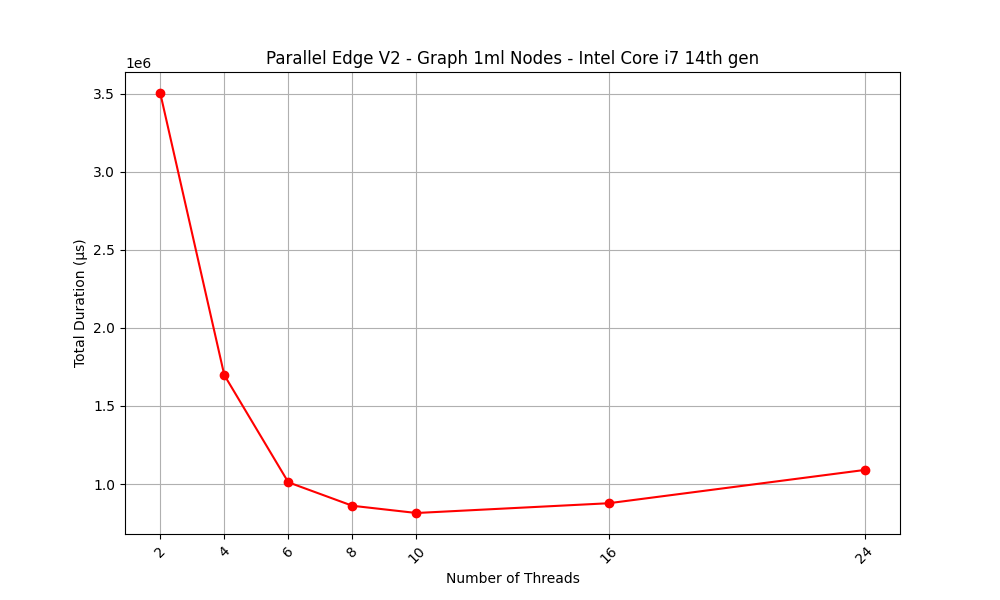 Parallel Edge V2 - Graph 1ml Nodes - Intel Core i7 14th gen
1e6
3.5
3.0
2.5
2.0
1.5
1.0
Total Duration (μs)
2 4 6 8 10 16 24
Number of Threads